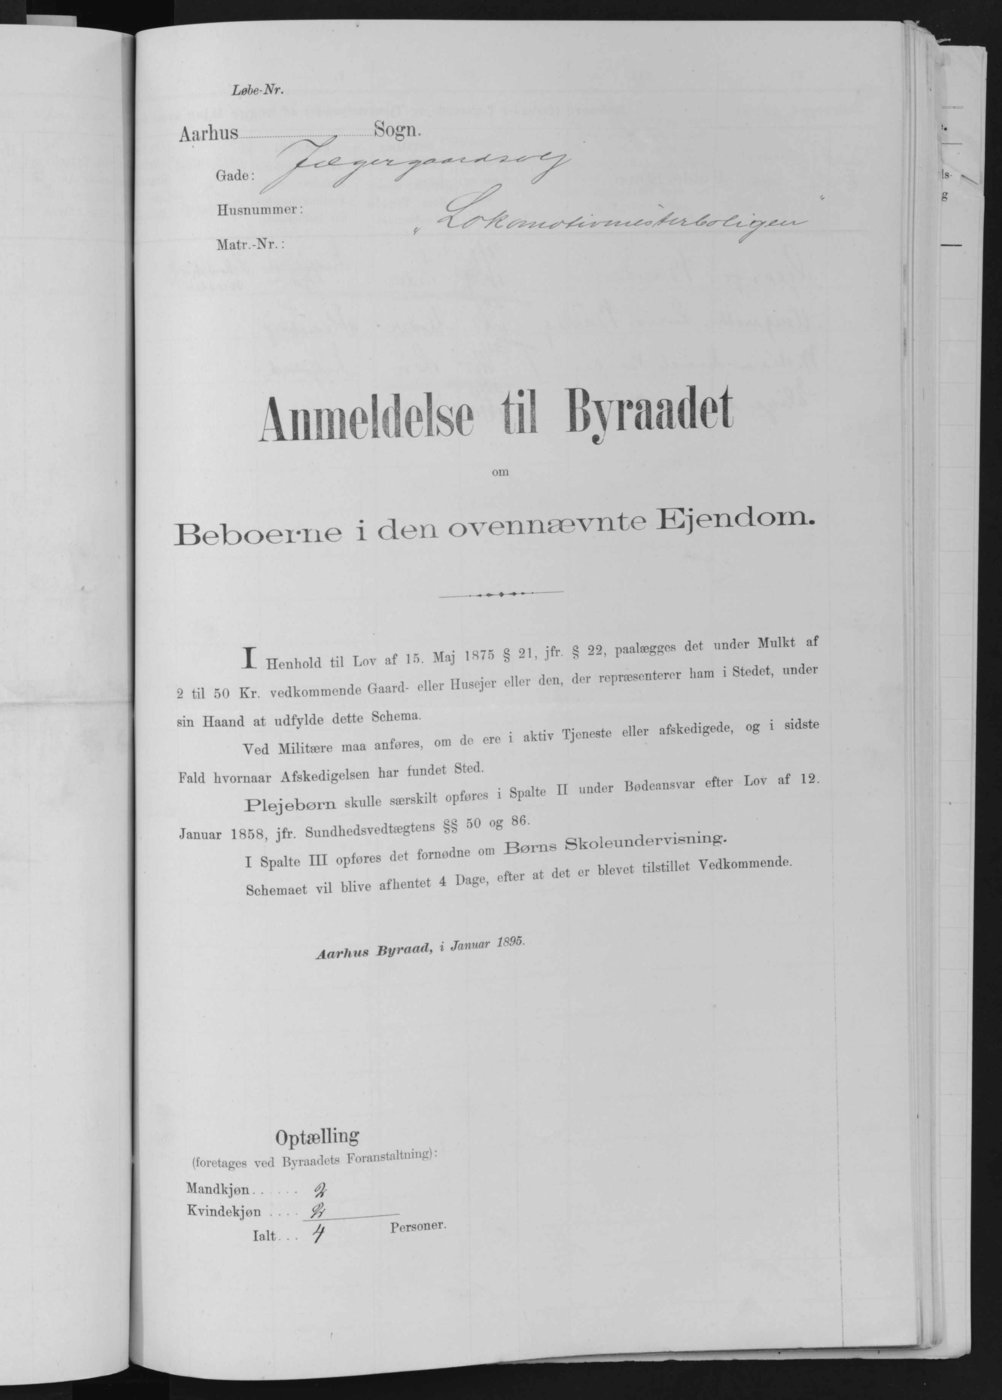 Løbe-Nr.
Aarhus Sogn.
Gade: Jægergaardsvej
Husnummer:
„Lokomotivmesterboligen"
Matr.-Nr.:
Anmeldelse til Byraadet
om
Beboerne i den ovennævnte Ejendom.
I Henhold til Lov af 15. Maj 1875 § 21, jfr. § 22, paalægges det under Mulkt af
2 til 50 Kr. vedkommende Gaard- eller Husejer eller den, der repræsenterer ham i Stedet, under
sin Haand at udfylde dette Schema.
Ved Militære maa anføres, om de ere i aktiv Tjeneste eller afskedigede, og i sidste
Fald hvornaar Afskedigelsen har fundet Sted.
Plejebørn skulle særskilt opføres i Spalte II under Bødeansvar efter Lov af 12.
Januar 1858, jfr. Sundhedsvedtægtens §§ 50 og 86.
I Spalte III opføres det fornødne om Børns Skoleundervisning.
Schemaet vil blive afhentet 4 Dage, efter at det er blevet tilstillet Vedkommende.
Aarhus Byraad, i Januar 1895.
Optælling
(foretages ved Byraadets Foranstaltning):
Mandkjøn...... 2
Kvindekjøn .... 2
Ialt... 4 Personer.